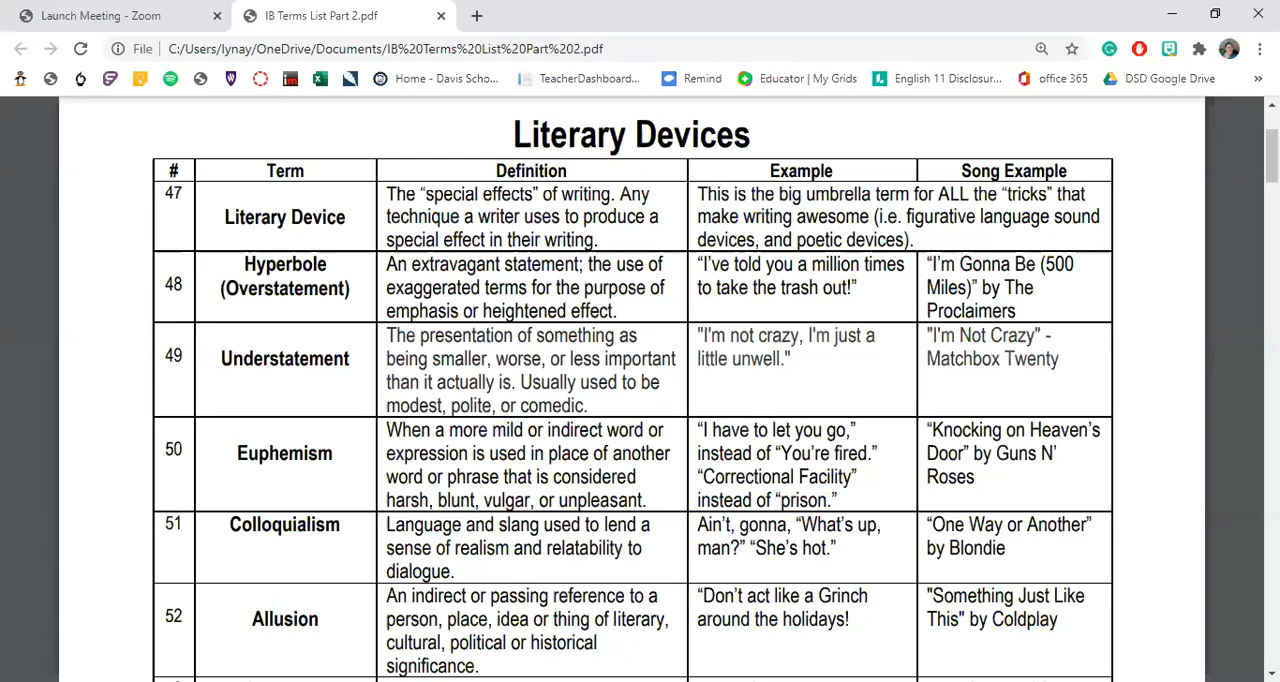 Launch Meeting - Zoom
IB Terms List Part 2.pdf
File
C:/Users/lynay/OneDrive/Documents/IB%20Terms%20List%20Part%202.pdf
Home - Davis Scho...
TeacherDashboard...
Remind
Educator | My Grids
English 11 Disclosur...
office 365
DSD Google Drive
»
Literary Devices
# Term Definition Example Song Example
47
Literary Device
The “special effects” of writing. Any
technique a writer uses to produce a
special effect in their writing.
This is the big umbrella term for ALL the “tricks” that
make writing awesome (i.e. figurative language sound
devices, and poetic devices).
48
Hyperbole
(Overstatement)
An extravagant statement; the use of
exaggerated terms for the purpose of
emphasis or heightened effect.
“I’ve told you a million times
to take the trash out!”
“I’m Gonna Be (500
Miles)” by The
Proclaimers
49
Understatement
The presentation of something as
being smaller, worse, or less important
than it actually is. Usually used to be
modest, polite, or comedic.
"I'm not crazy, I'm just a
little unwell."
"I'm Not Crazy" -
Matchbox Twenty
50
Euphemism
When a more mild or indirect word or
expression is used in place of another
word or phrase that is considered
harsh, blunt, vulgar, or unpleasant.
“I have to let you go,”
instead of “You’re fired.”
“Correctional Facility”
instead of “prison.”
“Knocking on Heaven’s
Door” by Guns N’
Roses
51
Colloquialism
Language and slang used to lend a
sense of realism and relatability to
dialogue.
Ain’t, gonna, “What’s up,
man?” “She’s hot.”
“One Way or Another”
by Blondie
52
Allusion
An indirect or passing reference to a
person, place, idea or thing of literary,
cultural, political or historical
significance.
“Don’t act like a Grinch
around the holidays!
"Something Just Like
This" by Coldplay